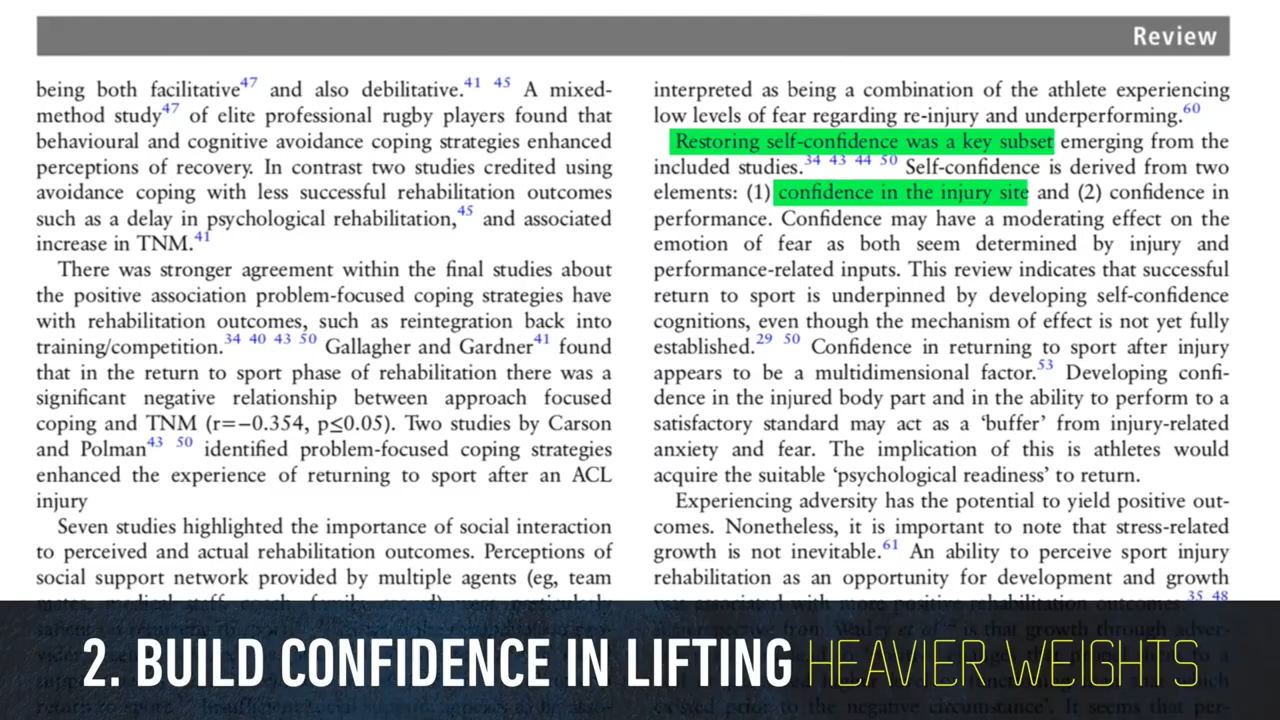 Review
being both facilitative47 and also debilitative.41 45 A mixed-
method study47 of elite professional rugby players found that
behavioural and cognitive avoidance coping strategies enhanced
perceptions of recovery. In contrast two studies credited using
avoidance coping with less successful rehabilitation outcomes
such as a delay in psychological rehabilitation,45 and associated
increase in TNM.41
There was stronger agreement within the final studies about
the positive association problem-focused coping strategies have
with rehabilitation outcomes, such as reintegration back into
training/competition.34 40 43 50 Gallagher and Gardner41 found
that in the return to sport phase of rehabilitation there was a
significant negative relationship between approach focused
coping and TNM (r=−0.354, p≤0.05). Two studies by Carson
and Polman43 50 identified problem-focused coping strategies
enhanced the experience of returning to sport after an ACL
injury
Seven studies highlighted the importance of social interaction
to perceived and actual rehabilitation outcomes. Perceptions of
social support network provided by multiple agents (eg, team
interpreted as being a combination of the athlete experiencing
low levels of fear regarding re-injury and underperforming.60
Restoring self-confidence was a key subset emerging from the
included studies.34 43 44 50 Self-confidence is derived from two
elements: (1) confidence in the injury site and (2) confidence in
performance. Confidence may have a moderating effect on the
emotion of fear as both seem determined by injury and
performance-related inputs. This review indicates that successful
return to sport is underpinned by developing self-confidence
cognitions, even though the mechanism of effect is not yet fully
established.29 50 Confidence in returning to sport after injury
appears to be a multidimensional factor.53 Developing confi-
dence in the injured body part and in the ability to perform to a
satisfactory standard may act as a ‘buffer’ from injury-related
anxiety and fear. The implication of this is athletes would
acquire the suitable ‘psychological readiness’ to return.
Experiencing adversity has the potential to yield positive out-
comes. Nonetheless, it is important to note that stress-related
growth is not inevitable.61 An ability to perceive sport injury
rehabilitation as an opportunity for development and growth
was associated with more positive rehabilitation outcomes.35 48
2. BUILD CONFIDENCE IN LIFTING HEAVIER WEIGHTS